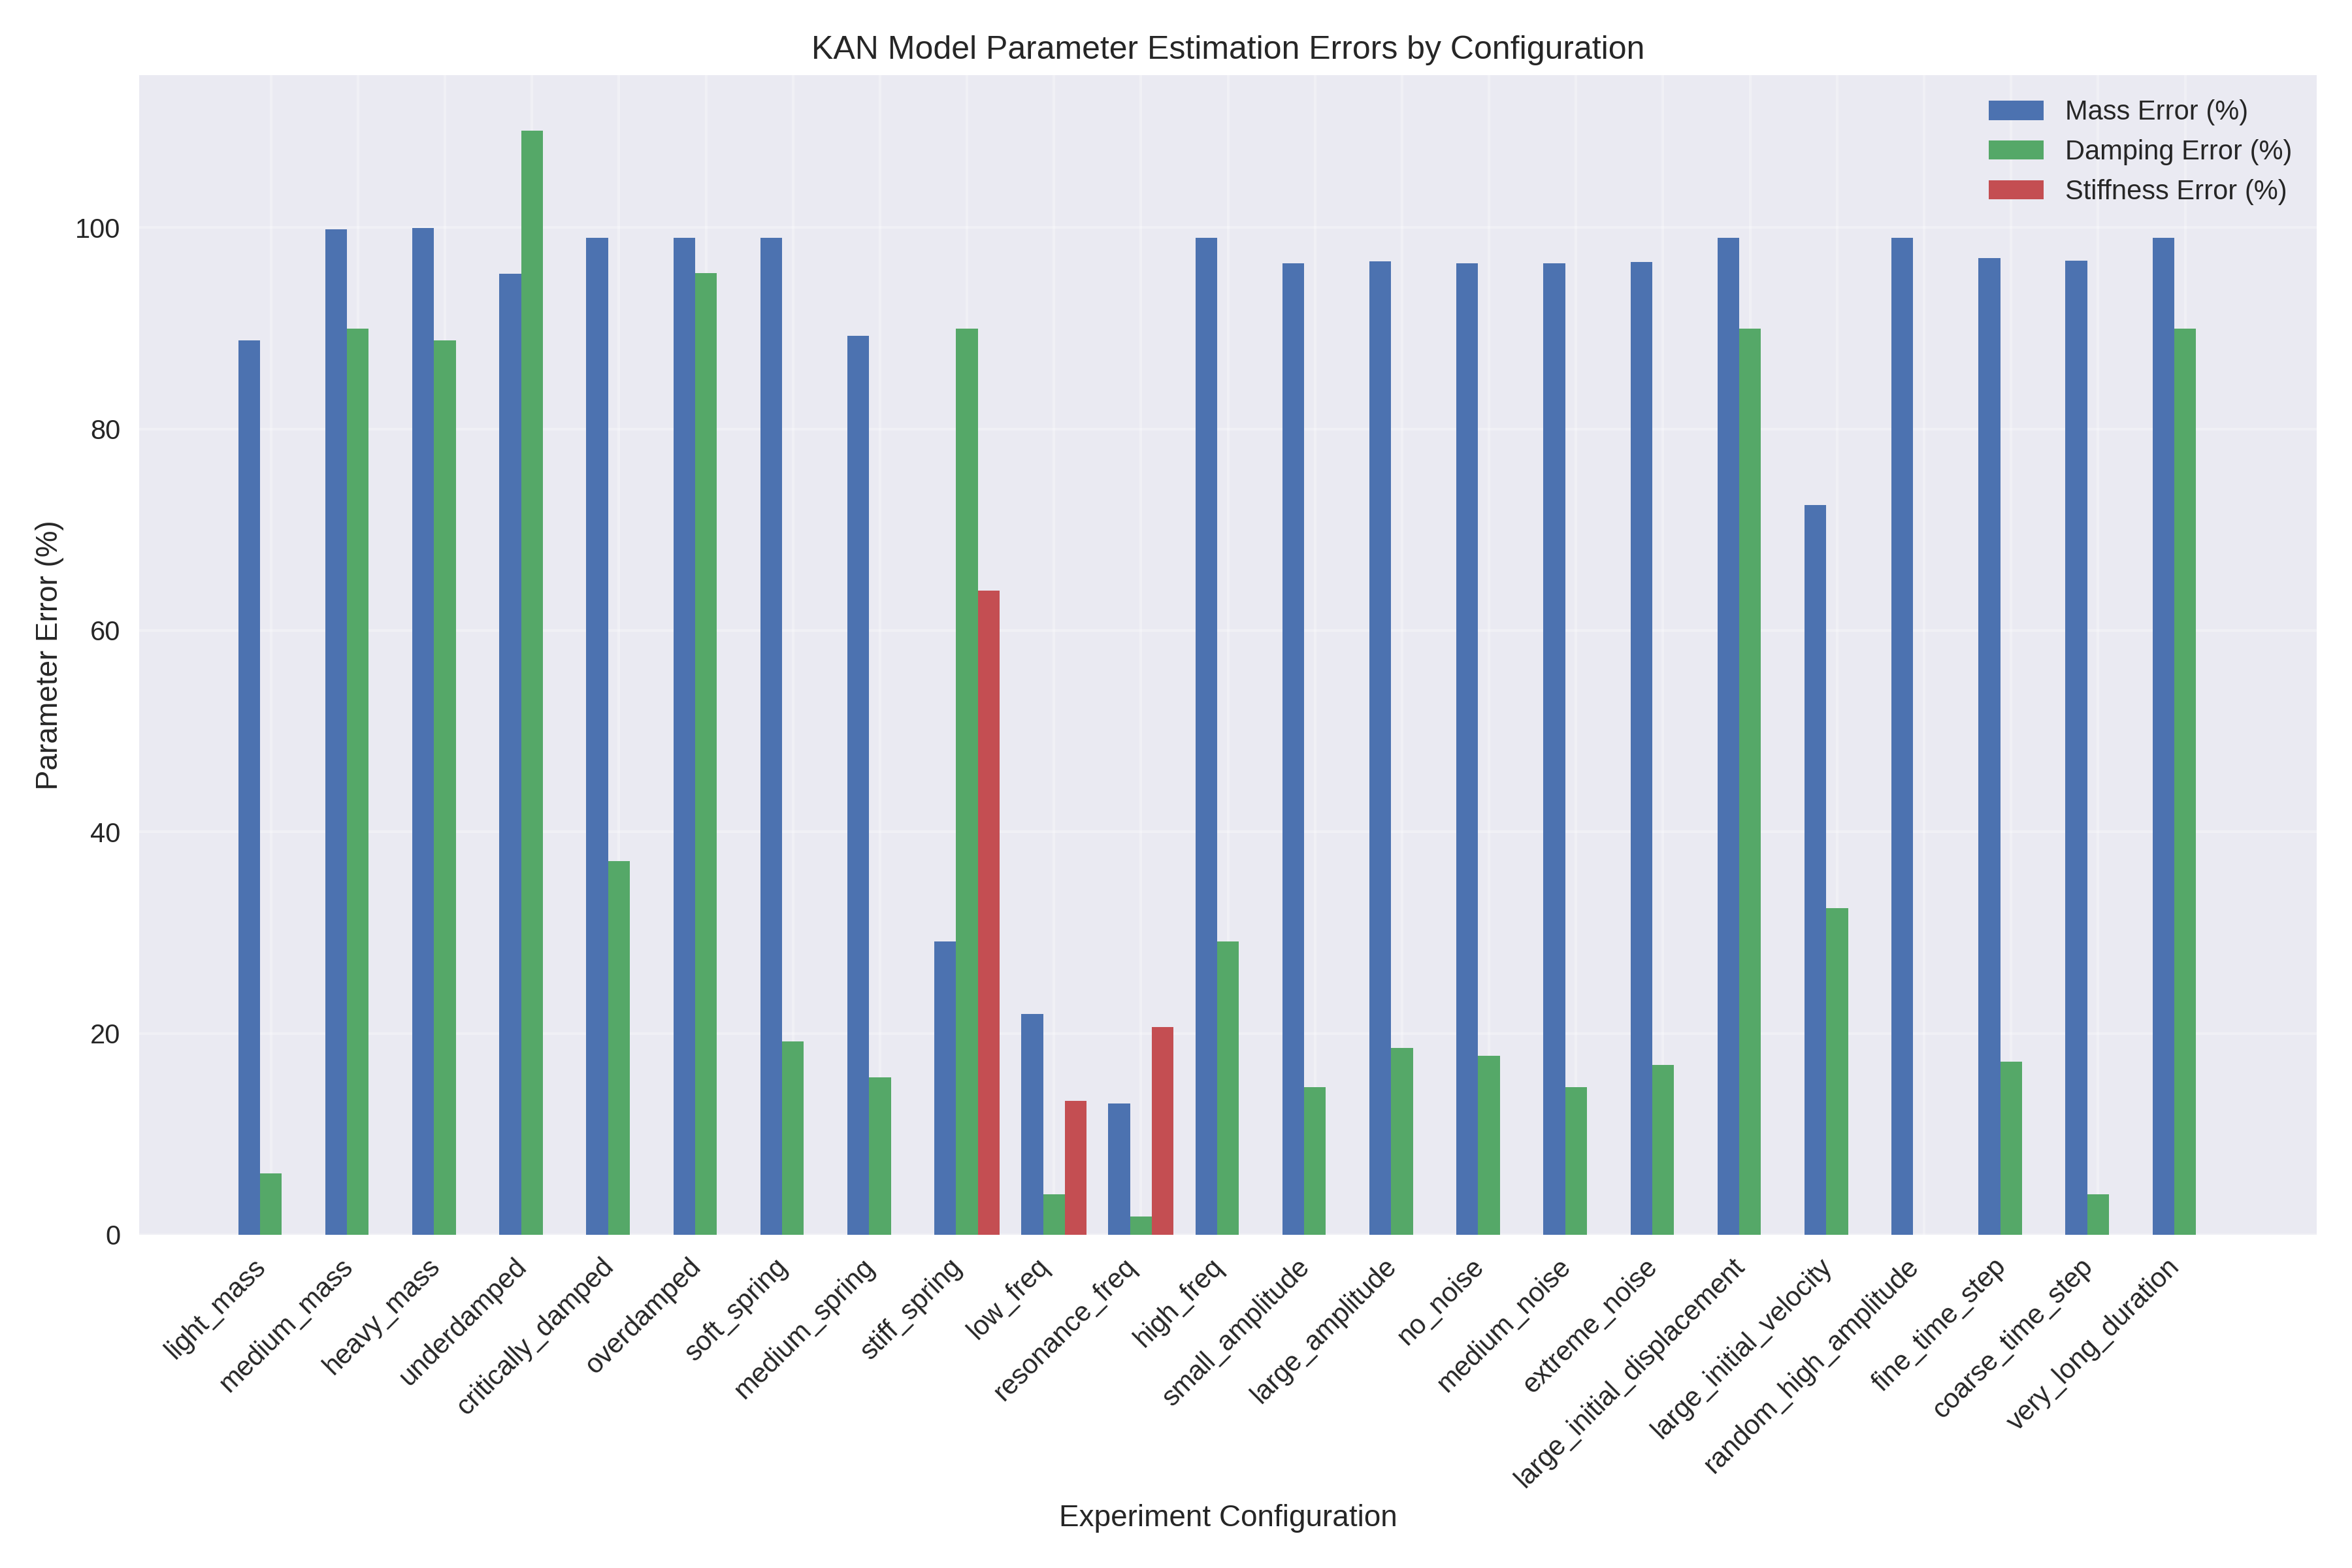 KAN Model Parameter Estimation Errors by Configuration
Mass Error (%)
Damping Error (%)
Stiffness Error (%)
Parameter Error (%)
100
80
60
40
20
0
light_mass
medium_mass
heavy_mass
underdamped
critically_damped
overdamped
soft_spring
medium_spring
stiff_spring
low_freq
resonance_freq
high_freq
small_amplitude
large_amplitude
no_noise
medium_noise
extreme_noise
large_initial_displacement
large_initial_velocity
random_high_amplitude
fine_time_step
coarse_time_step
very_long_duration
Experiment Configuration